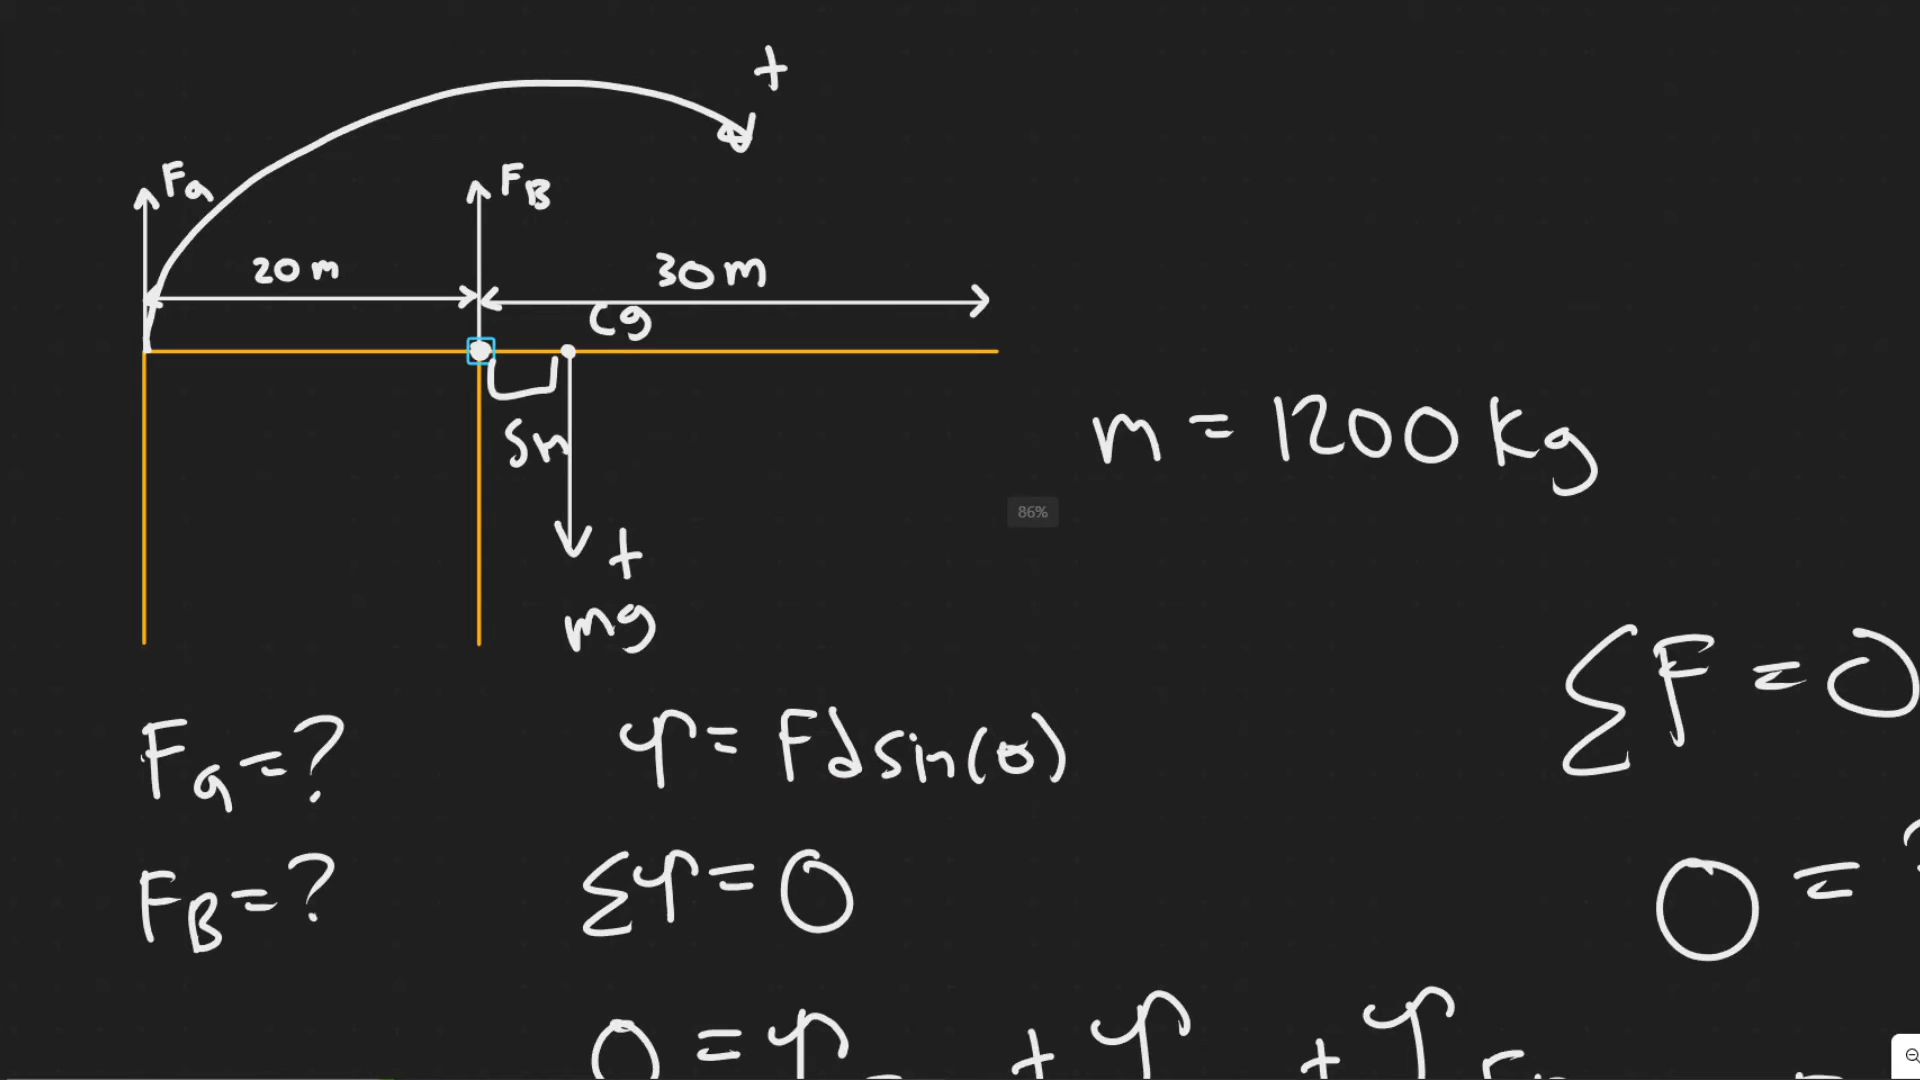 +
Fa
FB
20 m
30 m
Cg
5m
+
mg
m = 1200 kg
86%
ΣF = 0
Fa = ?
τ = Fd sin(θ)
FB = ?
Στ = 0
0 =
0 = τ + τ + τ